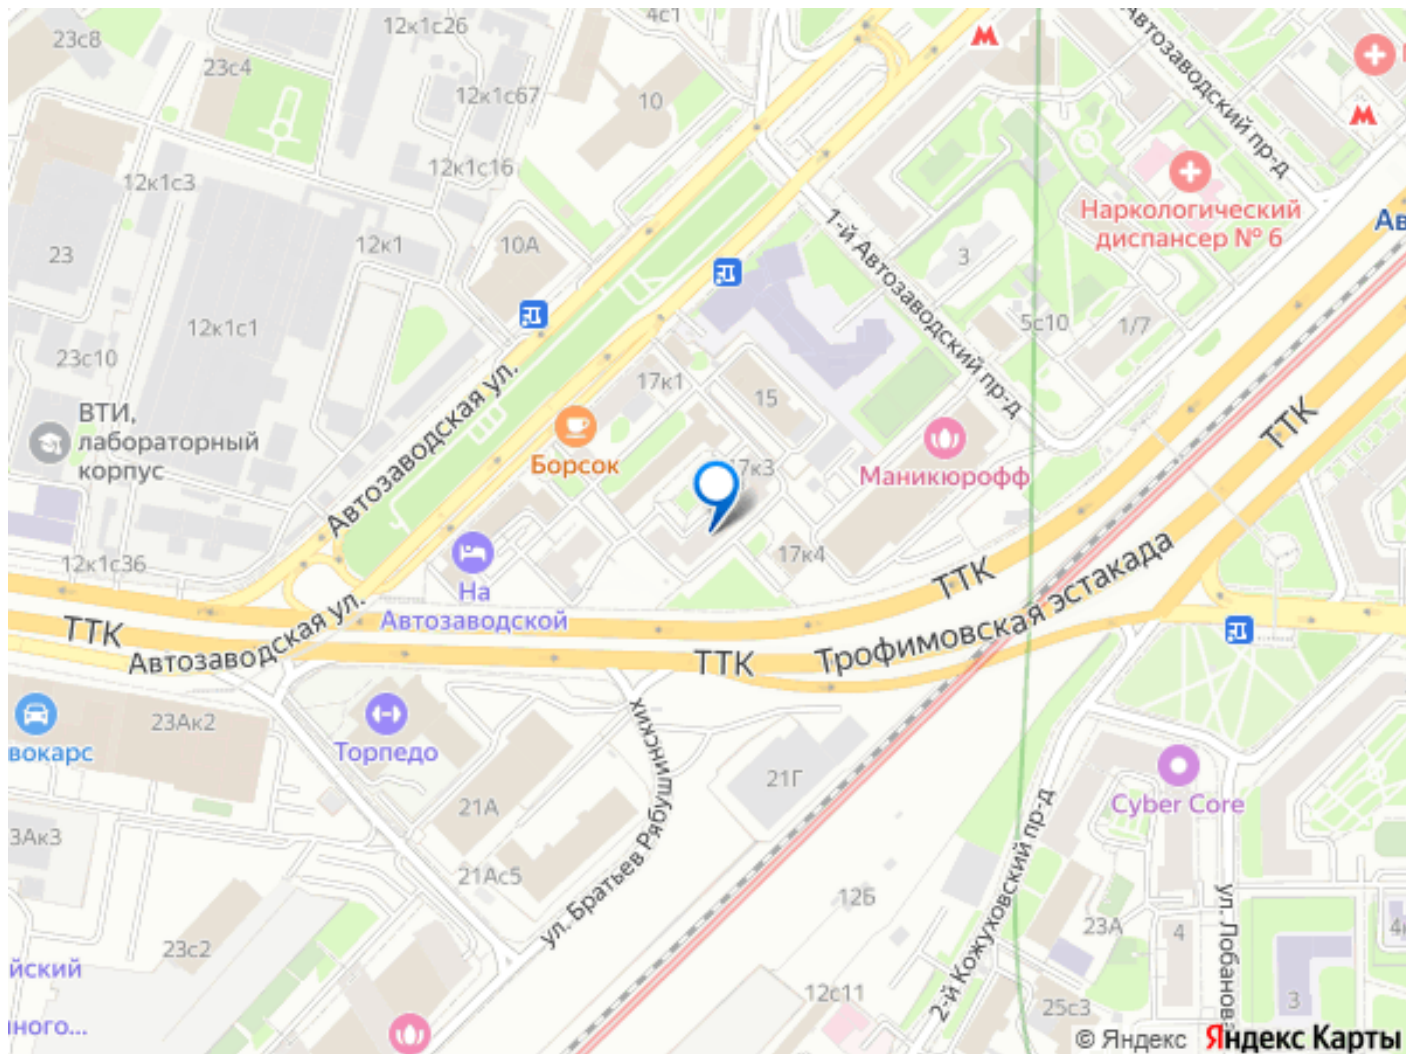 4с1
Автозаводский пр-д
12к1с26
23с8
23с4
12к1с67
10
12к1с16
12к1с3
Наркологический
диспансер № 6
1-й Автозаводский пр-д
Ав
12к1
10А
23
3
12к1с1
5с10
1/7
23с10
17к1
15
ТТК
Автозаводская ул.
ВТИ,
лабораторный
корпус
Борсок
17к3
Маникюрофф
12к1с36
17к4
На
Автозаводской
ТТК
Трофимовская эстакада
ТТК
Автозаводская ул.
ТТК
23Ак2
вокарс
Торпедо
ул. Братьев Рябушинских
21Г
Cyber Core
21А
3Ак3
21Ас5
12Б
2-й Кожуховский пр-д
ул. Лобанова
23А
4
23с2
йский
12с11
25с3
3
ного...
© Яндекс Яндекс Карты